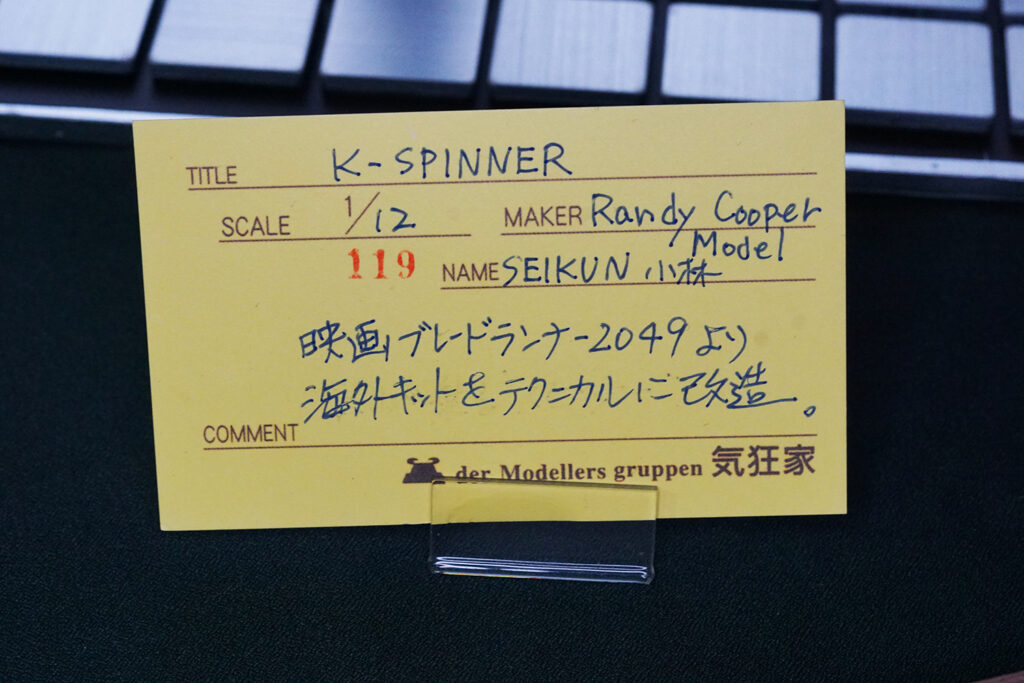 TITLE K-SPINNER
SCALE 1/12 MAKER Randy Cooper Model
119 NAME SEIKUN 小林
映画ブレードランナー2049より
海外キットをテクニカルに改造。
COMMENT
der Modellers gruppen 気狂家